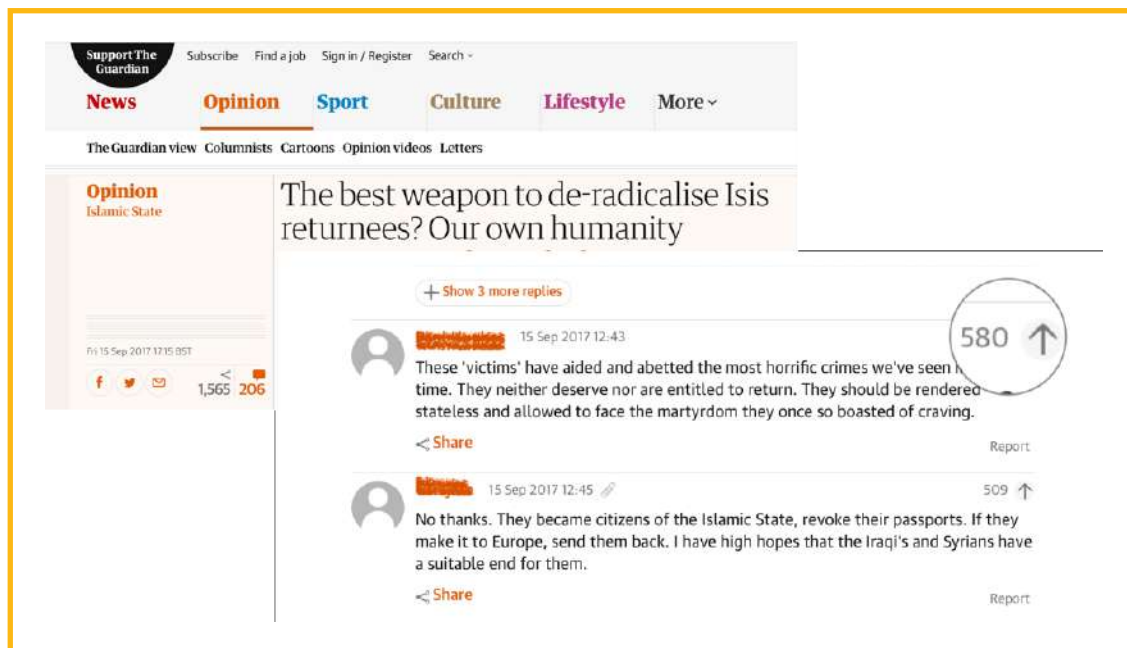 Support The
Guardian
Subscribe Find a job Sign in / Register Search
News Opinion Sport Culture Lifestyle More
The Guardian view Columnists Cartoons Opinion videos Letters
Opinion
Islamic State
The best weapon to de-radicalise Isis
returnees? Our own humanity
Fri 15 Sep 2017 17.15 BST
1,565 206
+ Show 3 more replies
15 Sep 2017 12:43
580
These 'victims' have aided and abetted the most horrific crimes we've seen
time. They neither deserve nor are entitled to return. They should be rendered
stateless and allowed to face the martyrdom they once so boasted of craving.
Share
Report
15 Sep 2017 12:45
509
No thanks. They became citizens of the Islamic State, revoke their passports. If they
make it to Europe, send them back. I have high hopes that the Iraqi's and Syrians have
a suitable end for them.
Share
Report